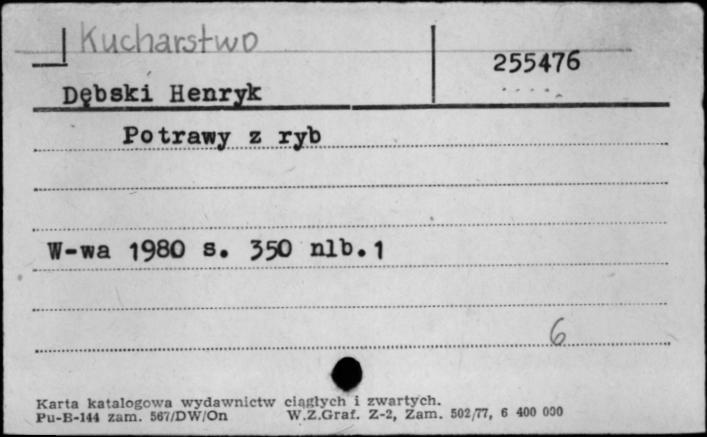 Kucharstwo
255476
Dębski Henryk
Potrawy z ryb
W-wa 1980 s. 350 nlb.1
6
Karta katalogowa wydawnictw ciągłych i zwartych.
Pu-B-144 zam. 567/DW/On W.Z.Graf. Z-2, Zam. 502/77, 6 400 000